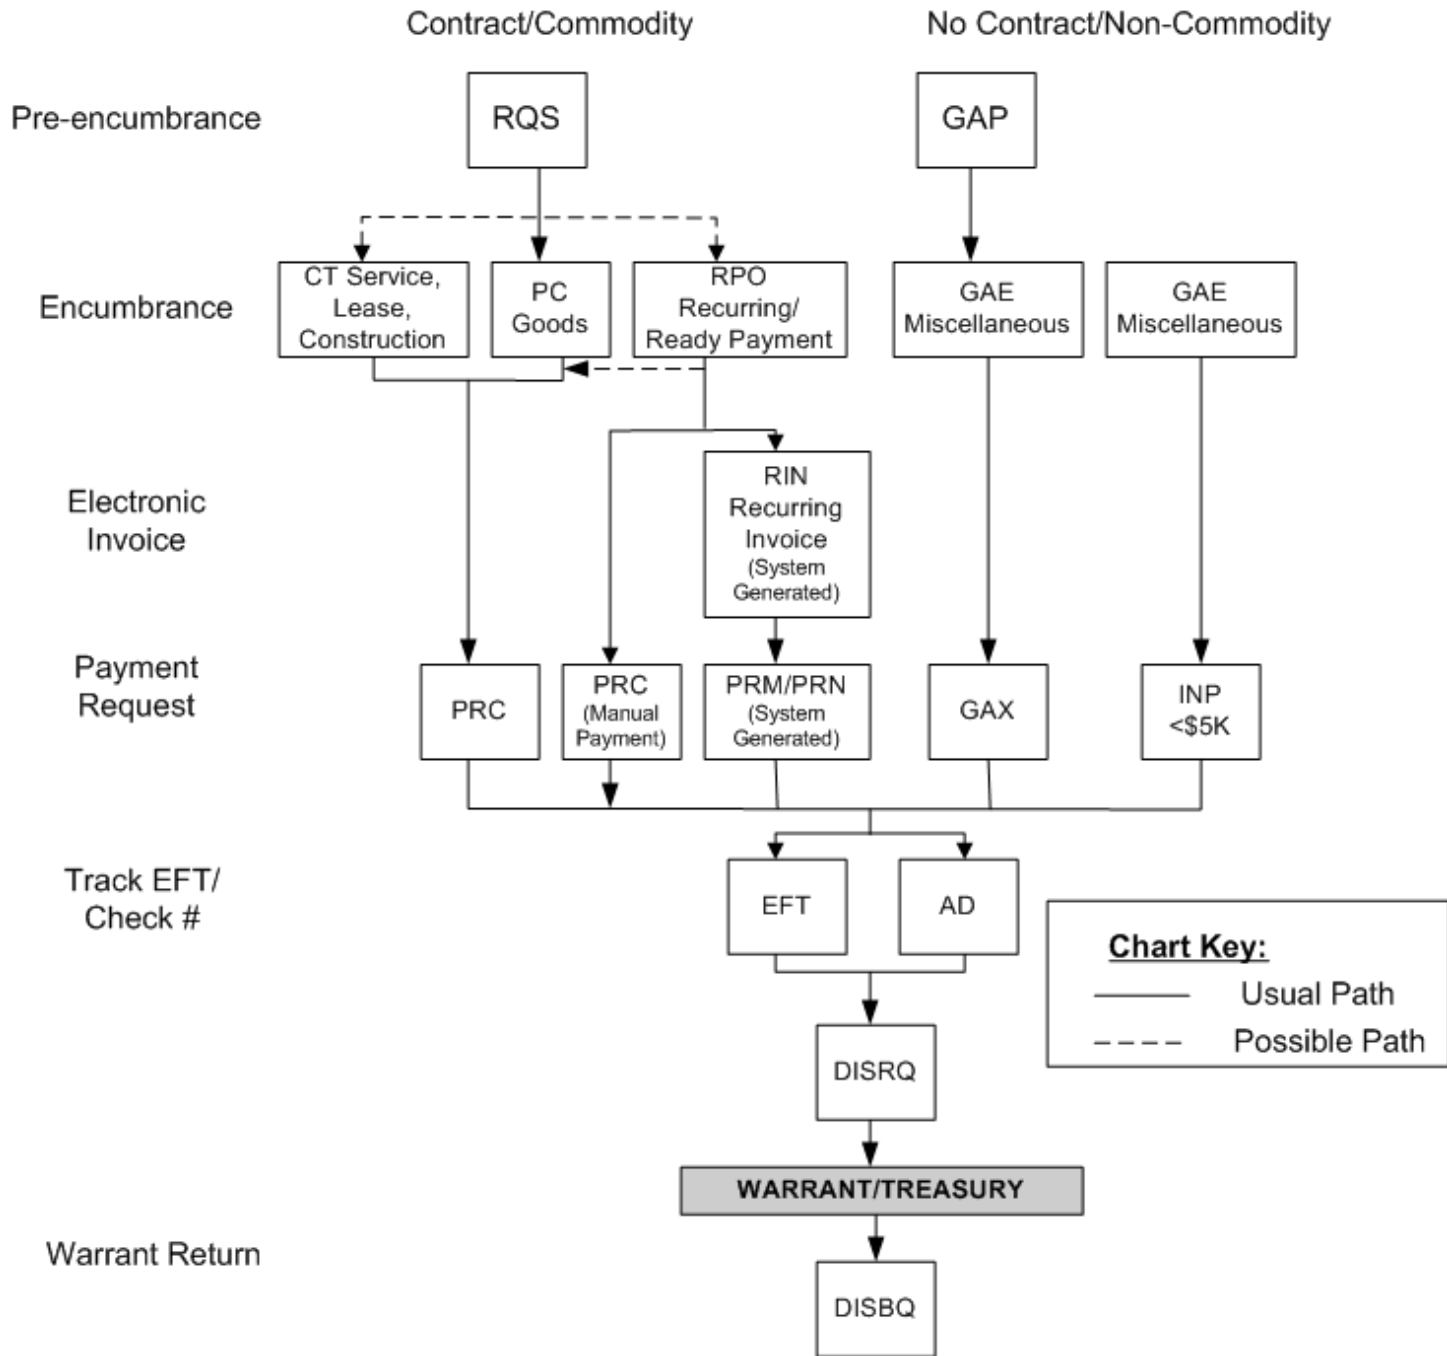 Contract/Commodity
No Contract/Non-Commodity
Pre-encumbrance
RQS
GAP
Encumbrance
CT Service,
Lease,
Construction
PC
Goods
RPO
Recurring/
Ready Payment
GAE
Miscellaneous
GAE
Miscellaneous
Electronic
Invoice
RIN
Recurring
Invoice
(System
Generated)
Payment
Request
PRC
PRC
(Manual
Payment)
PRM/PRN
(System
Generated)
GAX
INP
<$5K
Track EFT/
Check #
EFT
AD
Chart Key:
Usual Path
Possible Path
DISRQ
WARRANT/TREASURY
Warrant Return
DISBQ